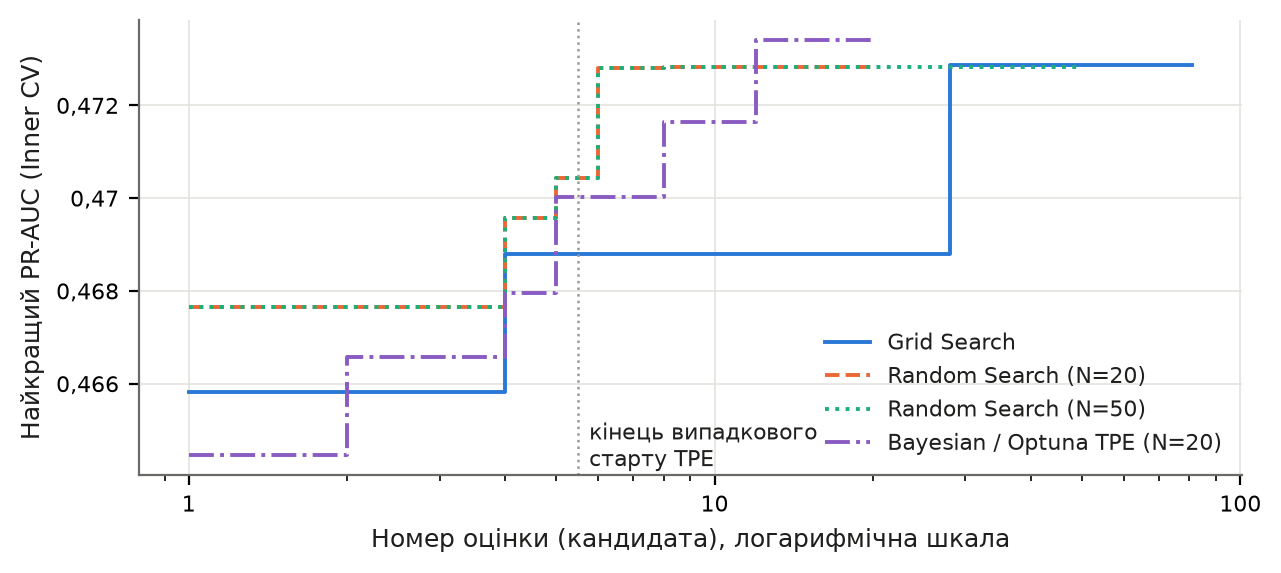 Найкращий PR-AUC (Inner CV)
0,472
0,47
0,468
0,466
Grid Search
Random Search (N=20)
Random Search (N=50)
Bayesian / Optuna TPE (N=20)
кінець випадкового
старту TPE
1
10
100
Номер оцінки (кандидата), логарифмічна шкала